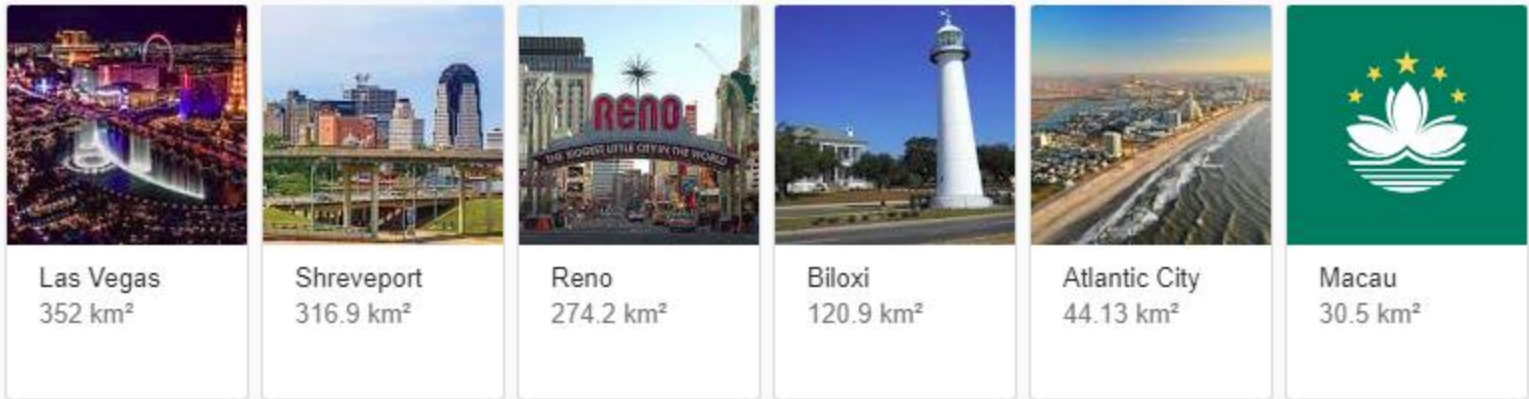 RENO
THE BIGGEST LITTLE CITY IN THE WORLD
Las Vegas
352 km²
Shreveport
316.9 km²
Reno
274.2 km²
Biloxi
120.9 km²
Atlantic City
44.13 km²
Macau
30.5 km²